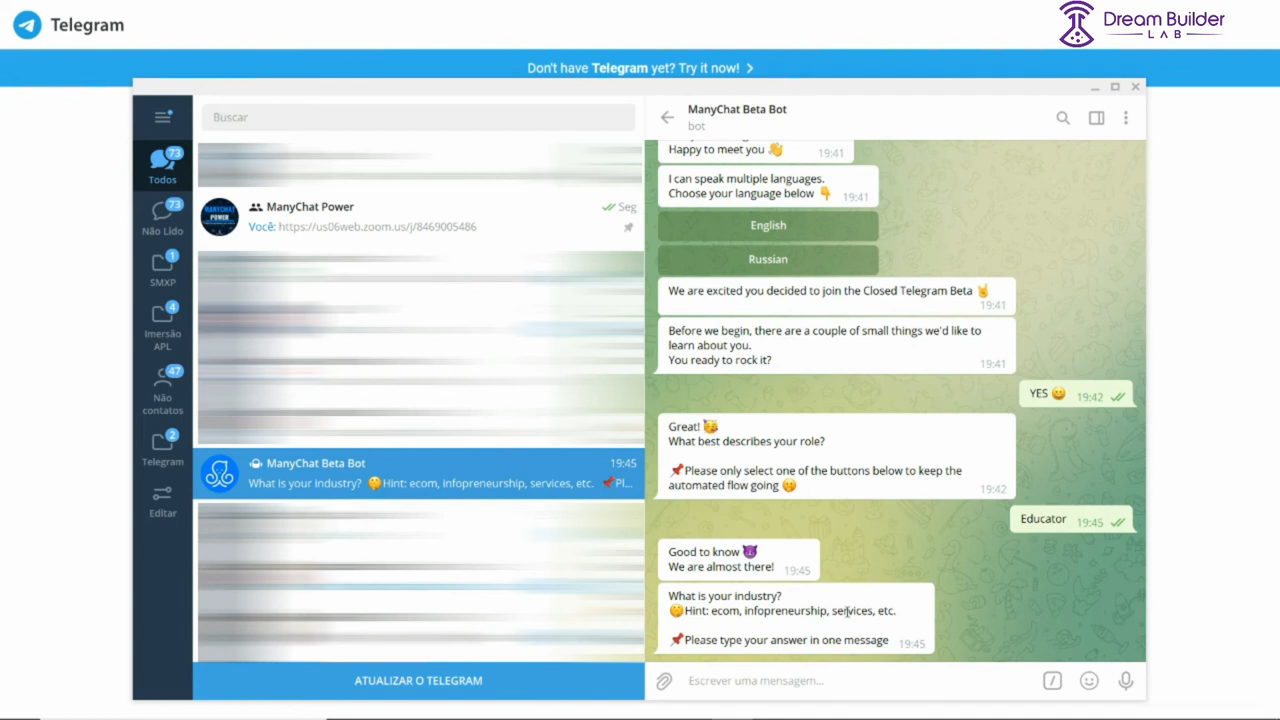 Telegram
Dream Builder
LAB
Don't have Telegram yet? Try it now!
Buscar
ManyChat Beta Bot
bot
73
Todos
73
Não Lido
1
SMXP
4
Imersão
APL
47
Não
contatos
2
Telegram
Editar
ManyChat Power
Seg
Você: https://us06web.zoom.us/j/8469005486
MANYCHAT
POWER
ManyChat Beta Bot
19:45
What is your industry? 🤔Hint: ecom, infopreneurship, services, etc. 📌Pl...
ATUALIZAR O TELEGRAM
Happy to meet you 👋 19:41
I can speak multiple languages.
Choose your language below 👇 19:41
English
Russian
We are excited you decided to join the Closed Telegram Beta 🤘
19:41
Before we begin, there are a couple of small things we'd like to
learn about you.
You ready to rock it? 19:41
YES 😀 19:42
Great! 🥳
What best describes your role?
📌Please only select one of the buttons below to keep the
automated flow going 🤫 19:42
Educator 19:45
Good to know 😈
We are almost there! 19:45
What is your industry?
🤔Hint: ecom, infopreneurship, services, etc.
📌Please type your answer in one message 19:45
Escrever uma mensagem...